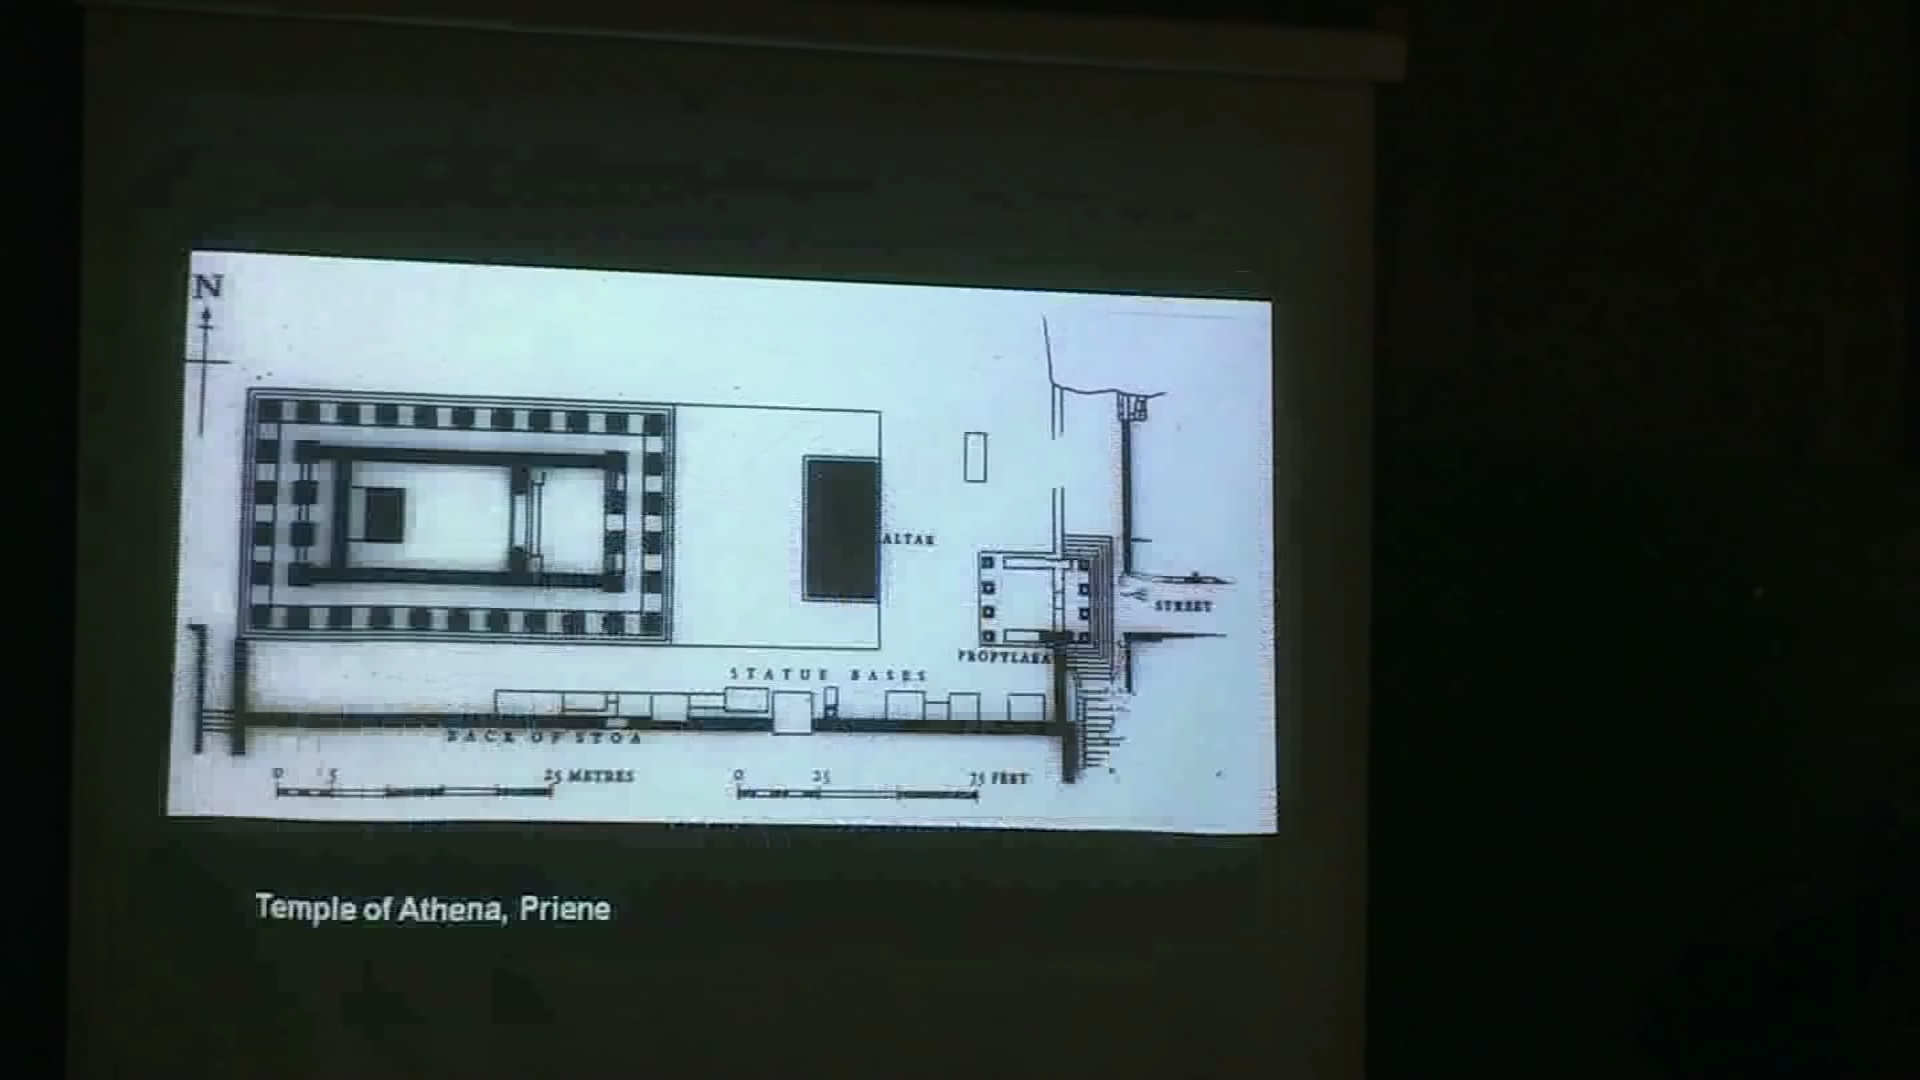 N
ALTAR
STREET
PROPYLAEA
STATUE BASES
BACK OF STOA
0 5 25 METRES
0 25 75 FEET
Temple of Athena, Priene